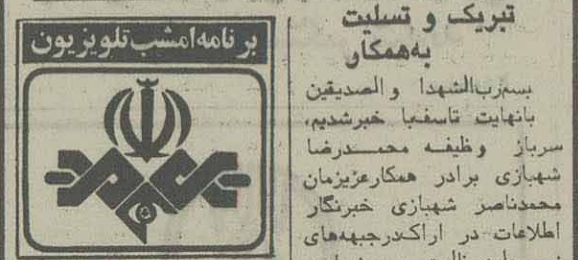 تبریک و تسلیت
به‌همکار
بسم‌رب‌الشهدا و الصدیقین
بانهایت تاسف‌با خبرشدیم،
سرباز وظیفه محمدرضا
شهبازی برادر همکارعزیزمان
محمدناصر شهبازی خبرنگار
اطلاعات در اراک‌درجبهه‌های
برنامه‌امشب‌تلویزیون